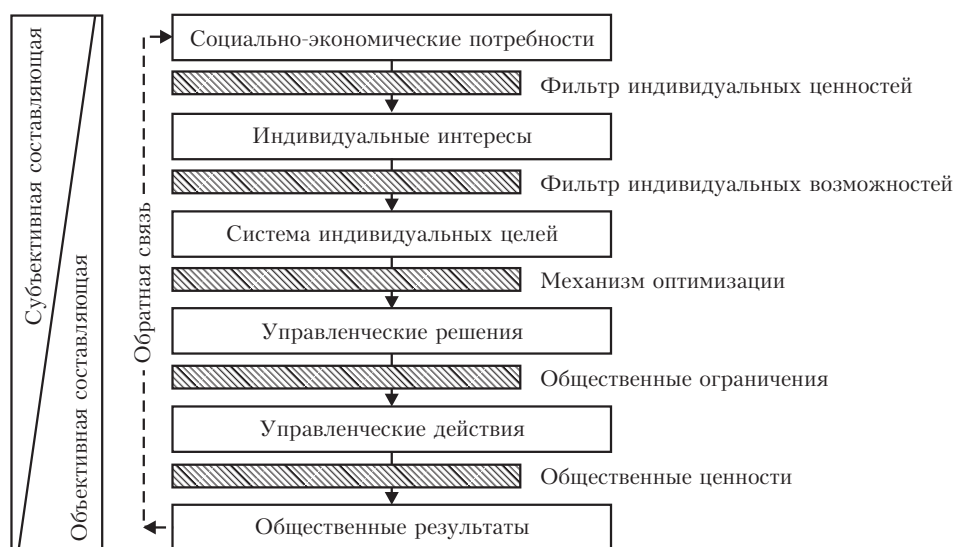 Социально-экономические потребности
Фильтр индивидуальных ценностей
Индивидуальные интересы
Фильтр индивидуальных возможностей
Система индивидуальных целей
Механизм оптимизации
Управленческие решения
Общественные ограничения
Управленческие действия
Общественные ценности
Общественные результаты
Субъективная составляющая
Объективная составляющая
Обратная связь